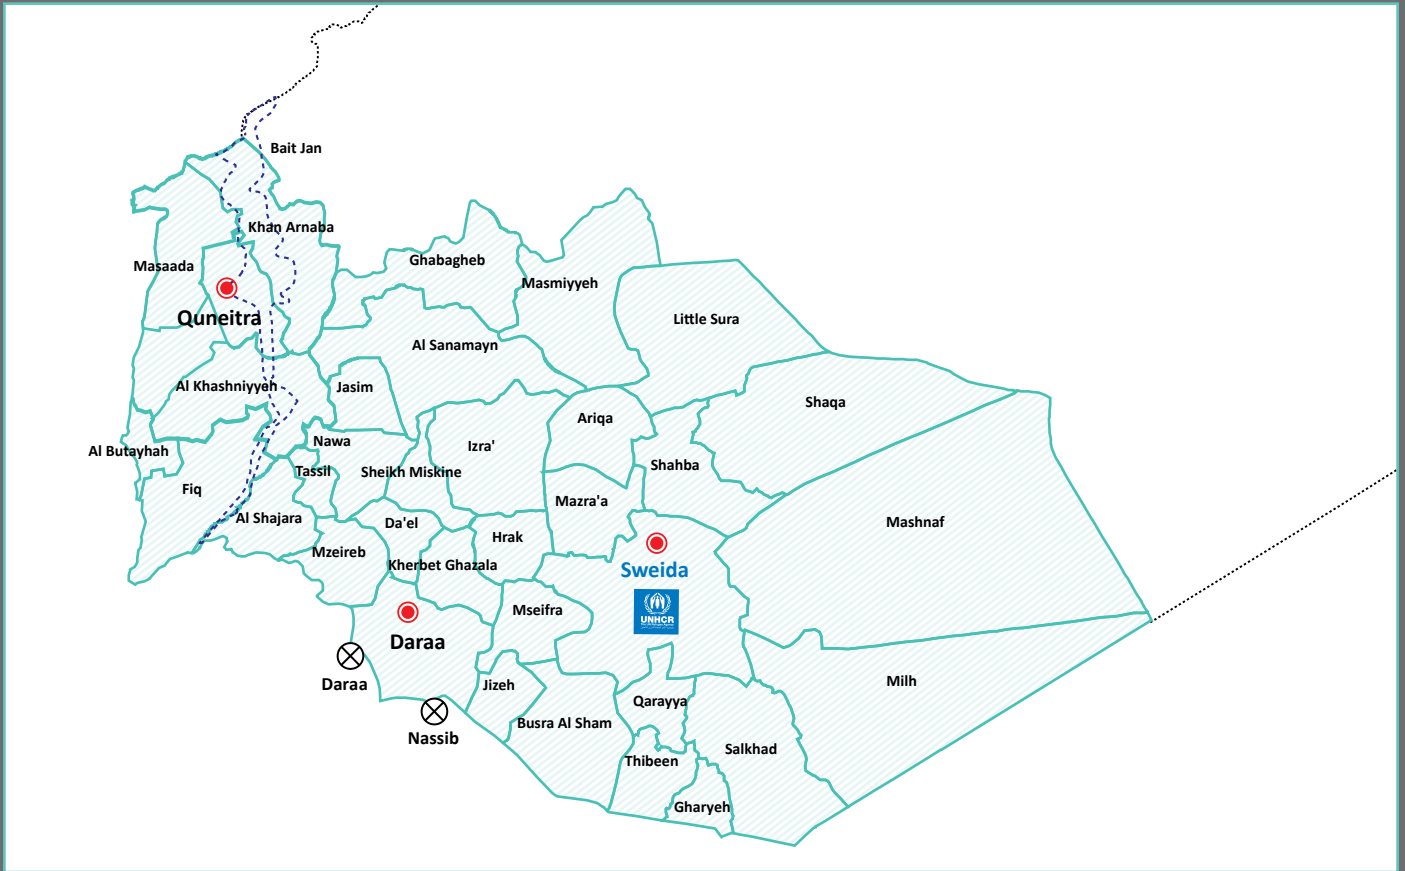 Bait Jan
Khan Arnaba
Ghabagheb
Masaada
Masmiyyeh
Quneitra
Little Sura
Al Sanamayn
Al Khashniyyeh
Jasim
Shaqa
Ariqa
Nawa
Izra'
Al Butayhah
Shahba
Tassil
Sheikh Miskine
Fiq
Mazra'a
Al Shajara
Da'el
Mashnaf
Hrak
Mzeireb
Kherbet Ghazala
Sweida
Mseifra
UNHCR
Daraa
Daraa
Jizeh
Milh
Qarayya
Busra Al Sham
Nassib
Salkhad
Thibeen
Gharyeh